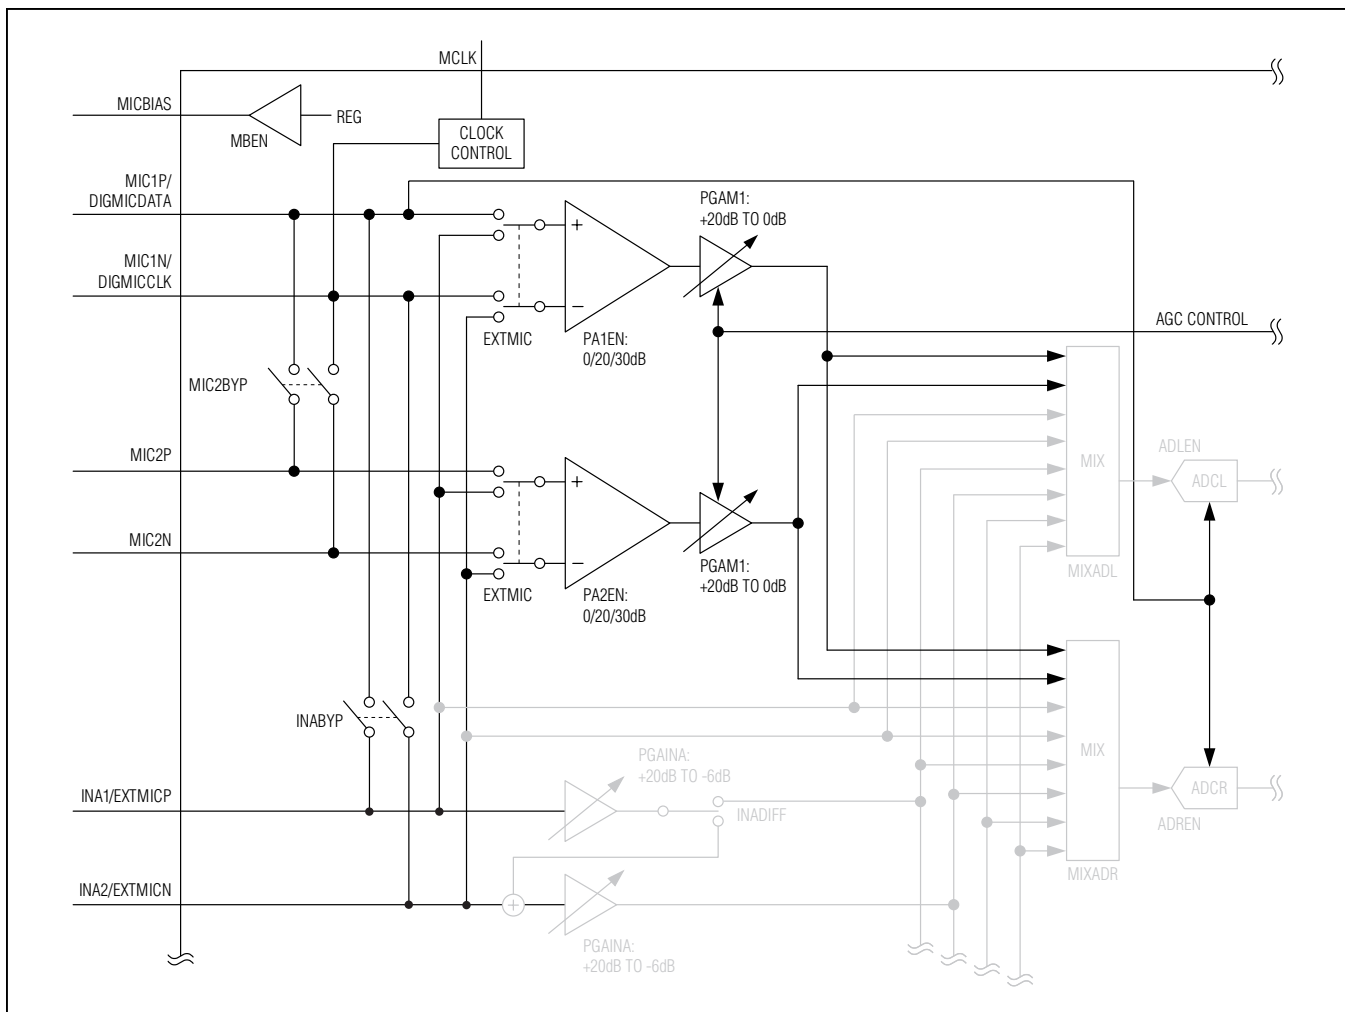 MCLK
MICBIAS
REG
MBEN
CLOCK
CONTROL
MIC1P/
DIGMICDATA
PGAM1:
+20dB TO 0dB
+
MIC1N/
DIGMICCLK
−
EXTMIC
PA1EN:
0/20/30dB
AGC CONTROL
MIC2BYP
MIC2P
+
MIX
ADLEN
ADCL
MIC2N
−
EXTMIC
PA2EN:
0/20/30dB
PGAM1:
+20dB TO 0dB
MIXADL
INABYP
PGAINA:
+20dB TO -6dB
MIX
INA1/EXTMICP
INADIFF
ADCR
ADREN
MIXADR
INA2/EXTMICN
+
PGAINA:
+20dB TO -6dB